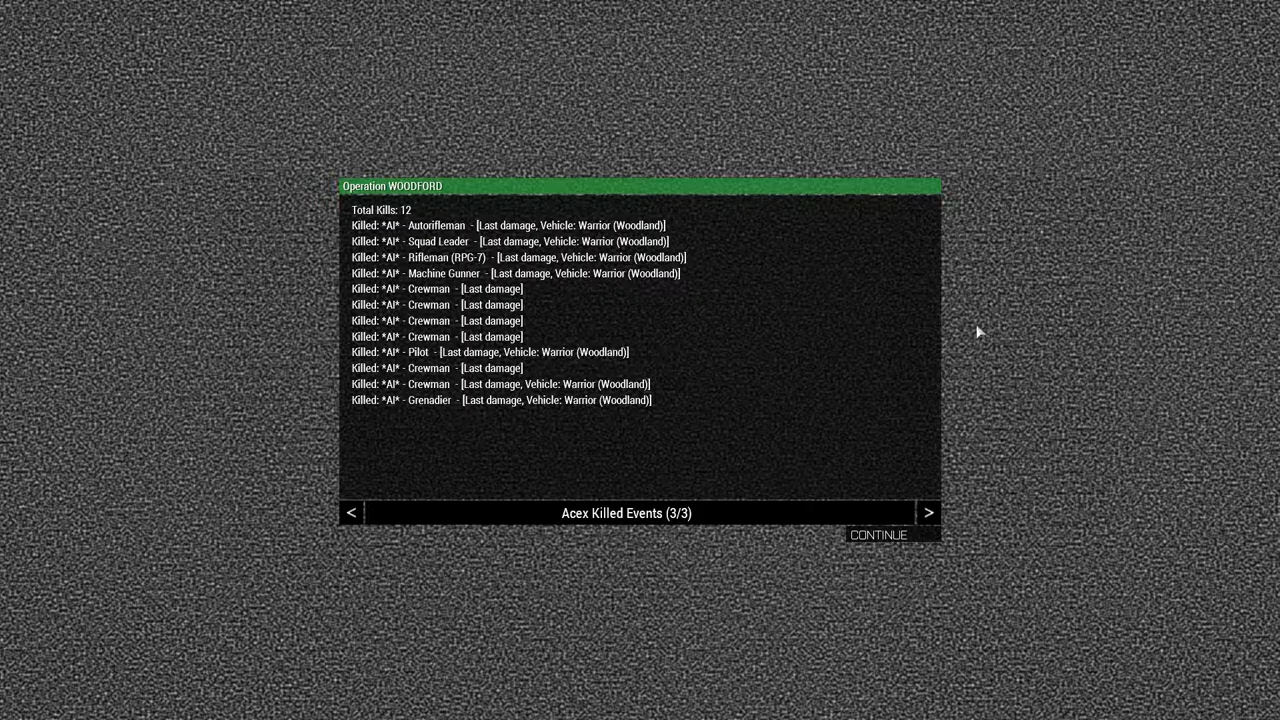 Operation WOODFORD
Total Kills: 12
Killed: *AI* - Autorifleman - [Last damage, Vehicle: Warrior (Woodland)]
Killed: *AI* - Squad Leader - [Last damage, Vehicle: Warrior (Woodland)]
Killed: *AI* - Rifleman (RPG-7) - [Last damage, Vehicle: Warrior (Woodland)]
Killed: *AI* - Machine Gunner - [Last damage, Vehicle: Warrior (Woodland)]
Killed: *AI* - Crewman - [Last damage]
Killed: *AI* - Crewman - [Last damage]
Killed: *AI* - Crewman - [Last damage]
Killed: *AI* - Crewman - [Last damage]
Killed: *AI* - Pilot - [Last damage, Vehicle: Warrior (Woodland)]
Killed: *AI* - Crewman - [Last damage]
Killed: *AI* - Crewman - [Last damage, Vehicle: Warrior (Woodland)]
Killed: *AI* - Grenadier - [Last damage, Vehicle: Warrior (Woodland)]
< Acex Killed Events (3/3) >
CONTINUE